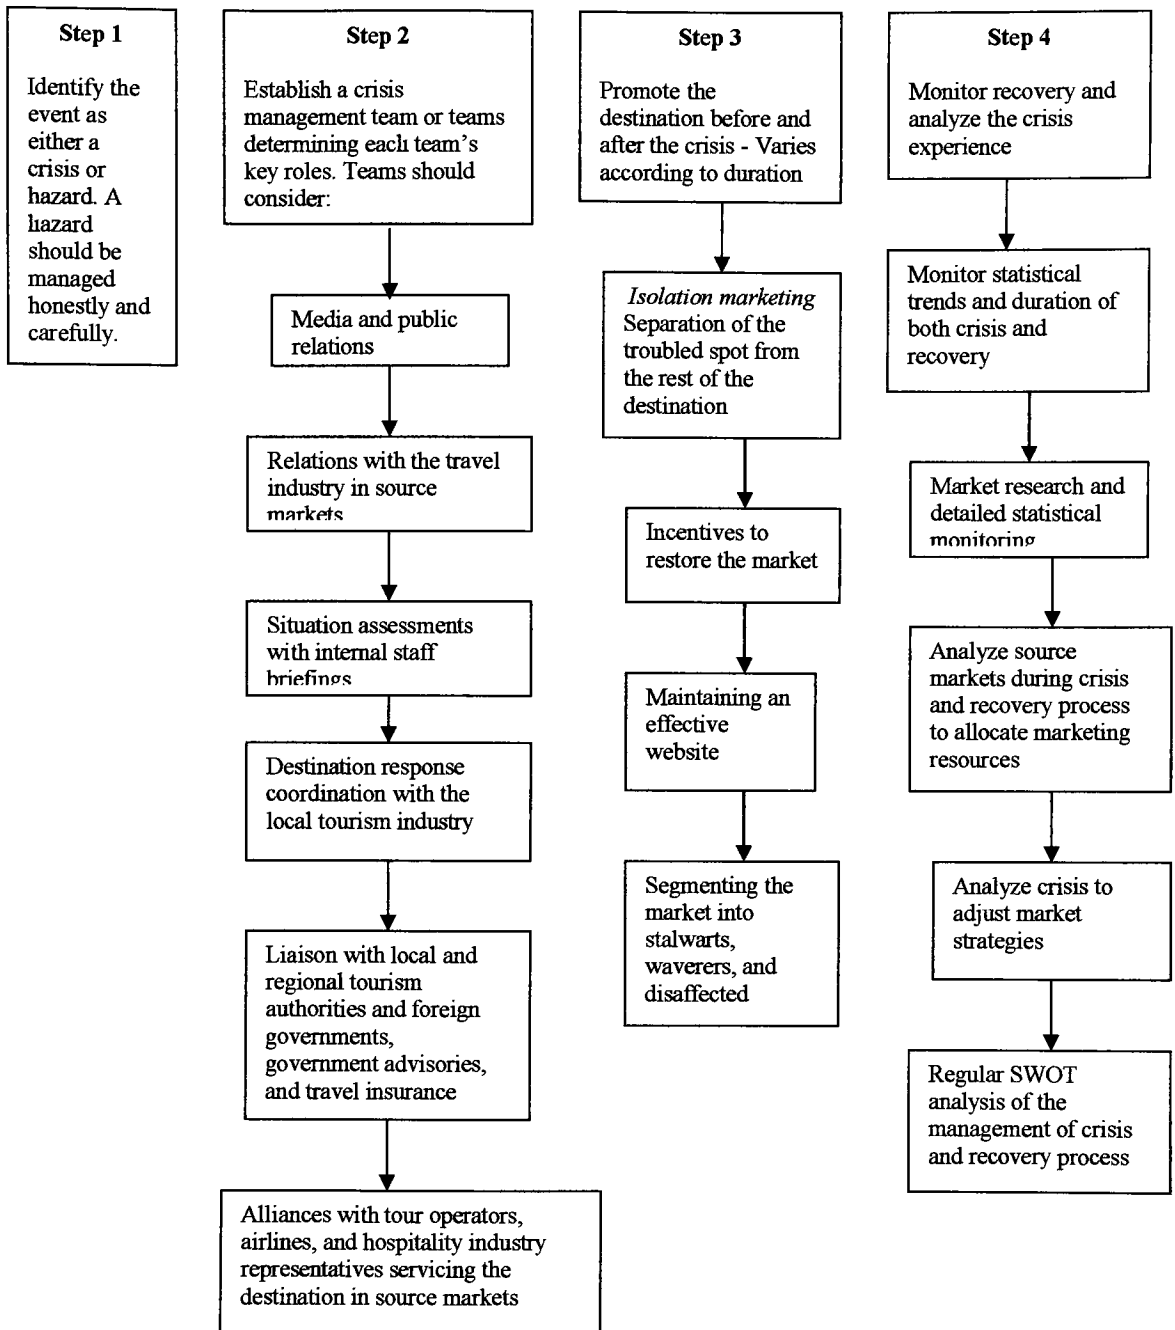 Step 1
Identify the
event as
either a
crisis or
hazard. A
hazard
should be
managed
honestly and
carefully.
Step 2
Establish a crisis
management team or teams
determining each team's
key roles. Teams should
consider:
Media and public
relations
Relations with the travel
industry in source
markets
Situation assessments
with internal staff
briefings
Destination response
coordination with the
local tourism industry
Liaison with local and
regional tourism
authorities and foreign
governments,
government advisories,
and travel insurance
Alliances with tour operators,
airlines, and hospitality industry
representatives servicing the
destination in source markets
Step 3
Promote the
destination before and
after the crisis - Varies
according to duration
Isolation marketing
Separation of the
troubled spot from
the rest of the
destination
Incentives to
restore the market
Maintaining an
effective
website
Segmenting the
market into
stalwarts,
waverers, and
disaffected
Step 4
Monitor recovery and
analyze the crisis
experience
Monitor statistical
trends and duration of
both crisis and
recovery
Market research and
detailed statistical
monitoring
Analyze source
markets during crisis
and recovery process
to allocate marketing
resources
Analyze crisis to
adjust market
strategies
Regular SWOT
analysis of the
management of crisis
and recovery process